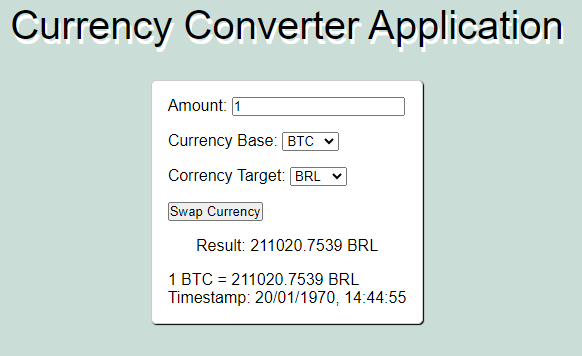 Currency Converter Application
Amount: 1
Currency Base: BTC
Corrency Target: BRL
Swap Currency
Result: 211020.7539 BRL
1 BTC = 211020.7539 BRL
Timestamp: 20/01/1970, 14:44:55